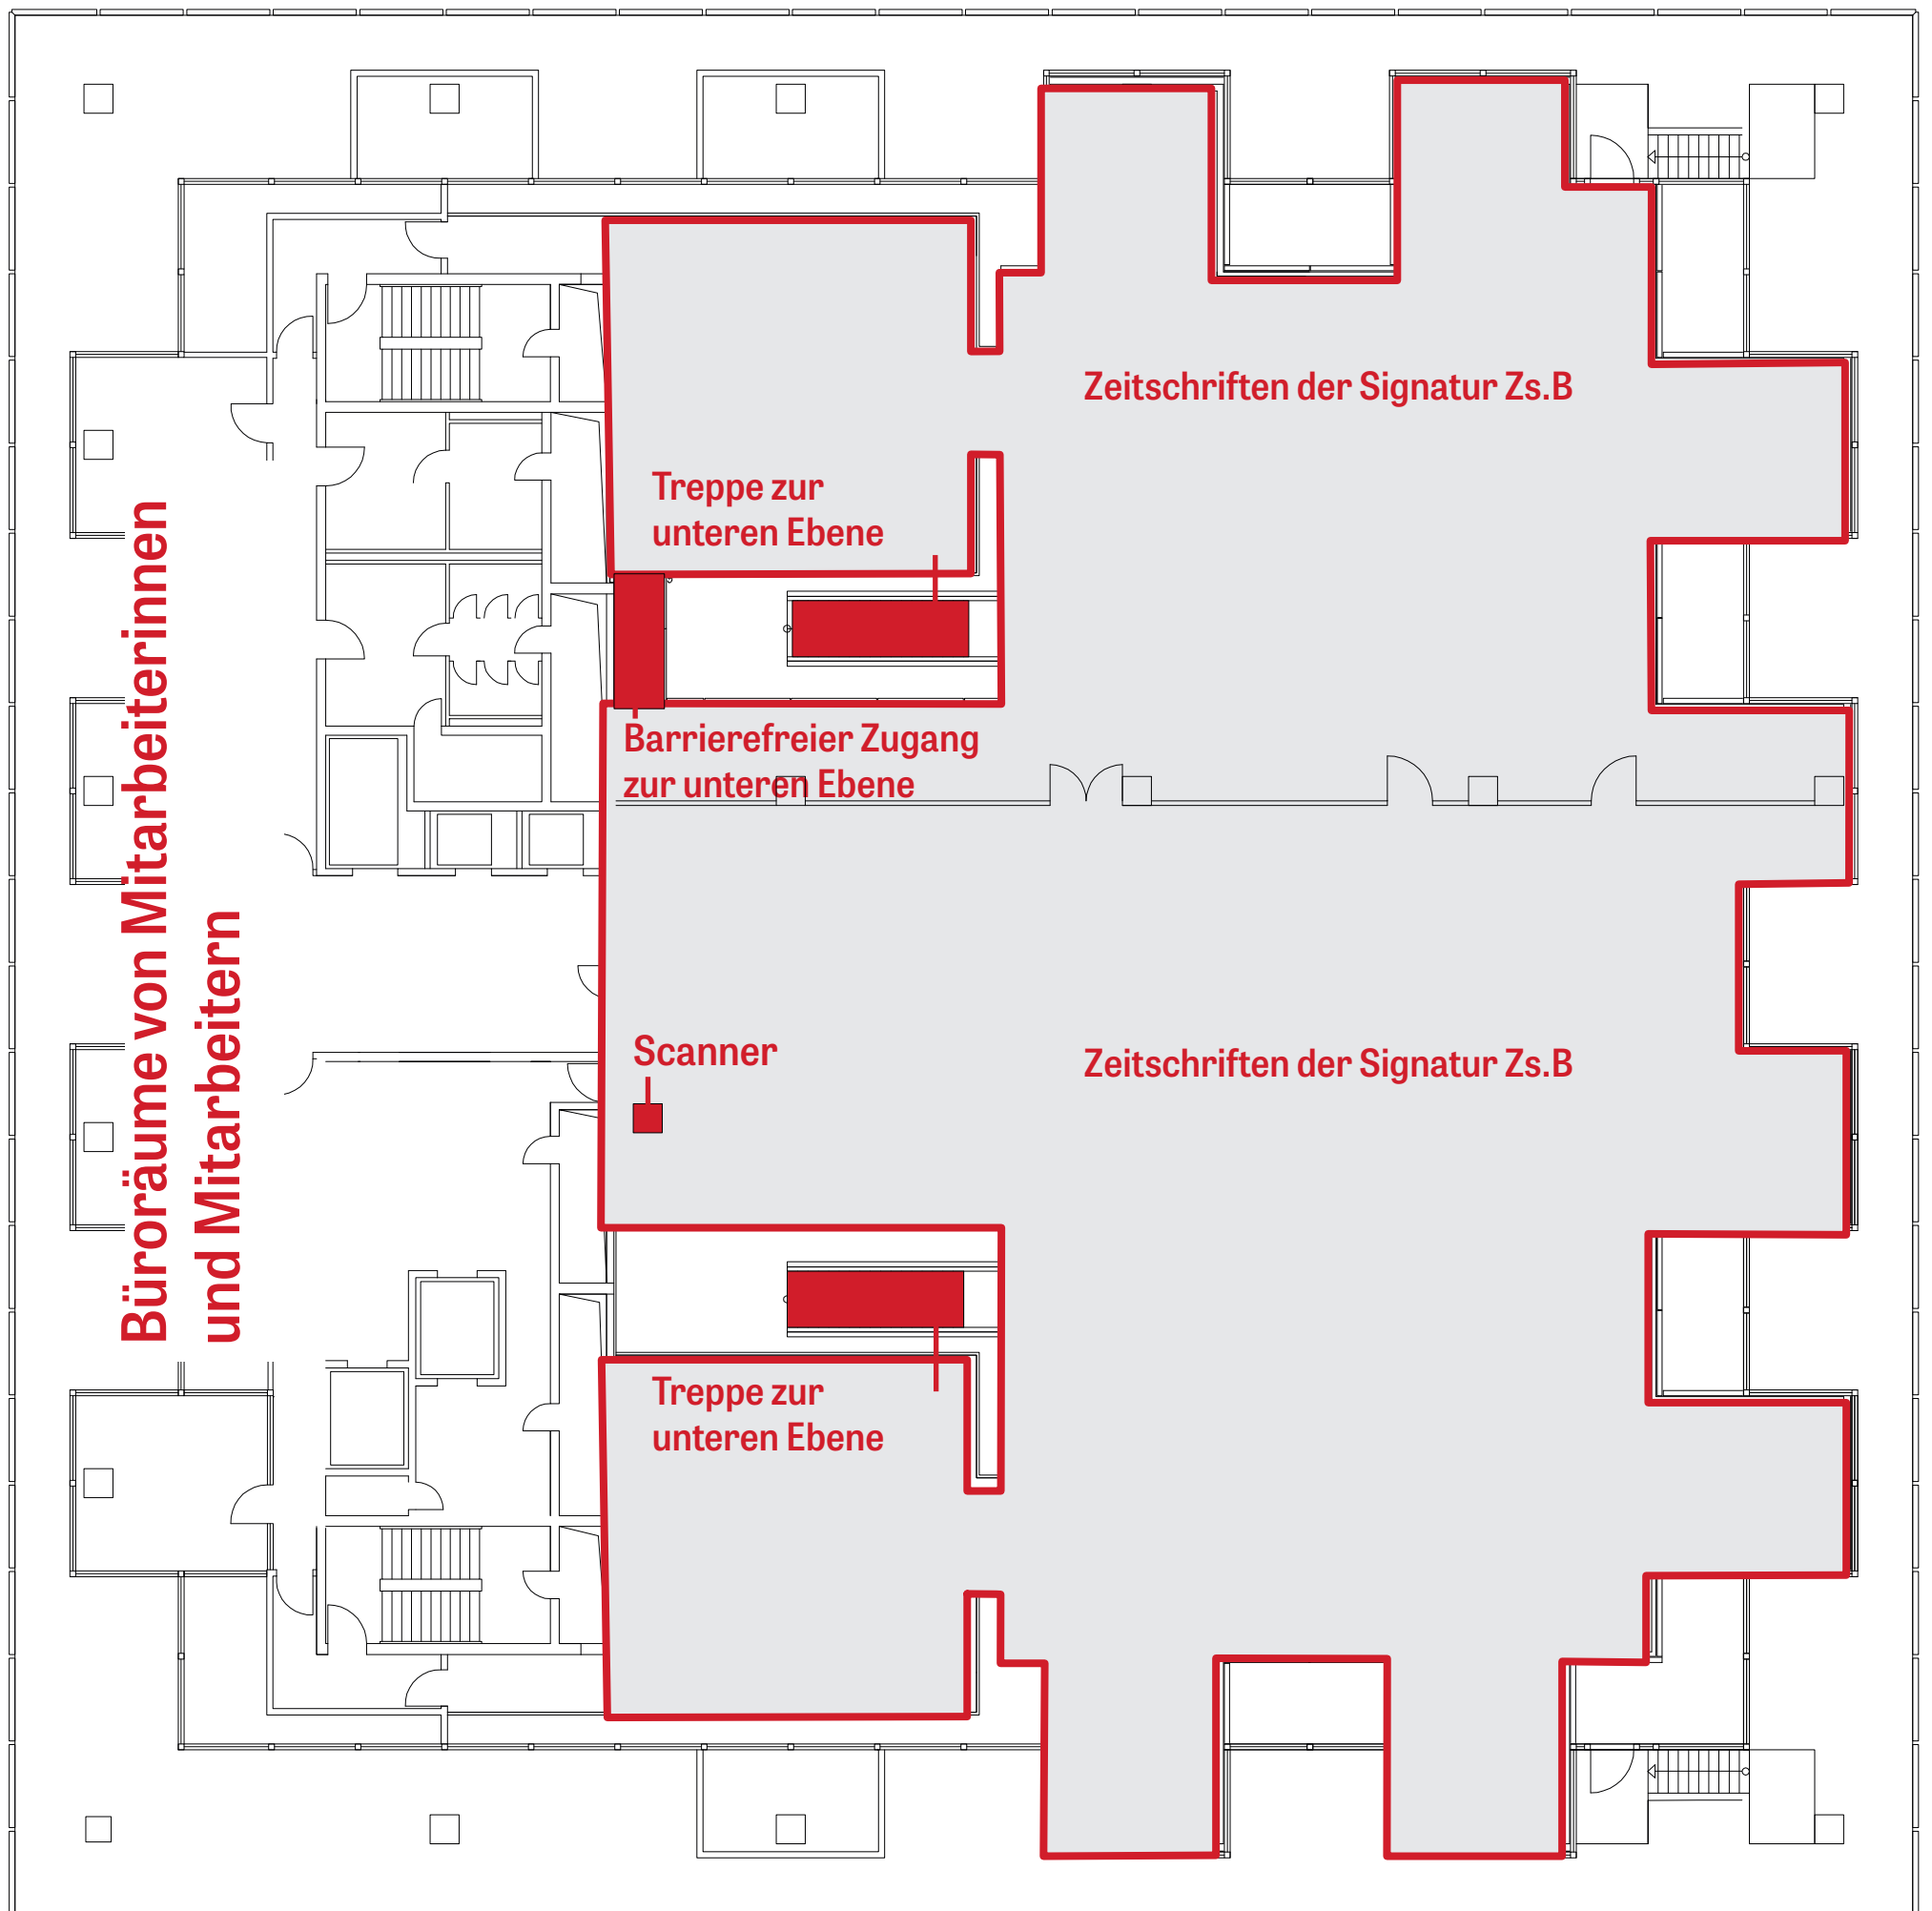 Zeitschriften der Signatur Zs.B
Treppe zur
unteren Ebene
Barrierefreier Zugang
zur unteren Ebene
Büroräume von Mitarbeiterinnen
und Mitarbeitern
Scanner
Zeitschriften der Signatur Zs.B
Treppe zur
unteren Ebene